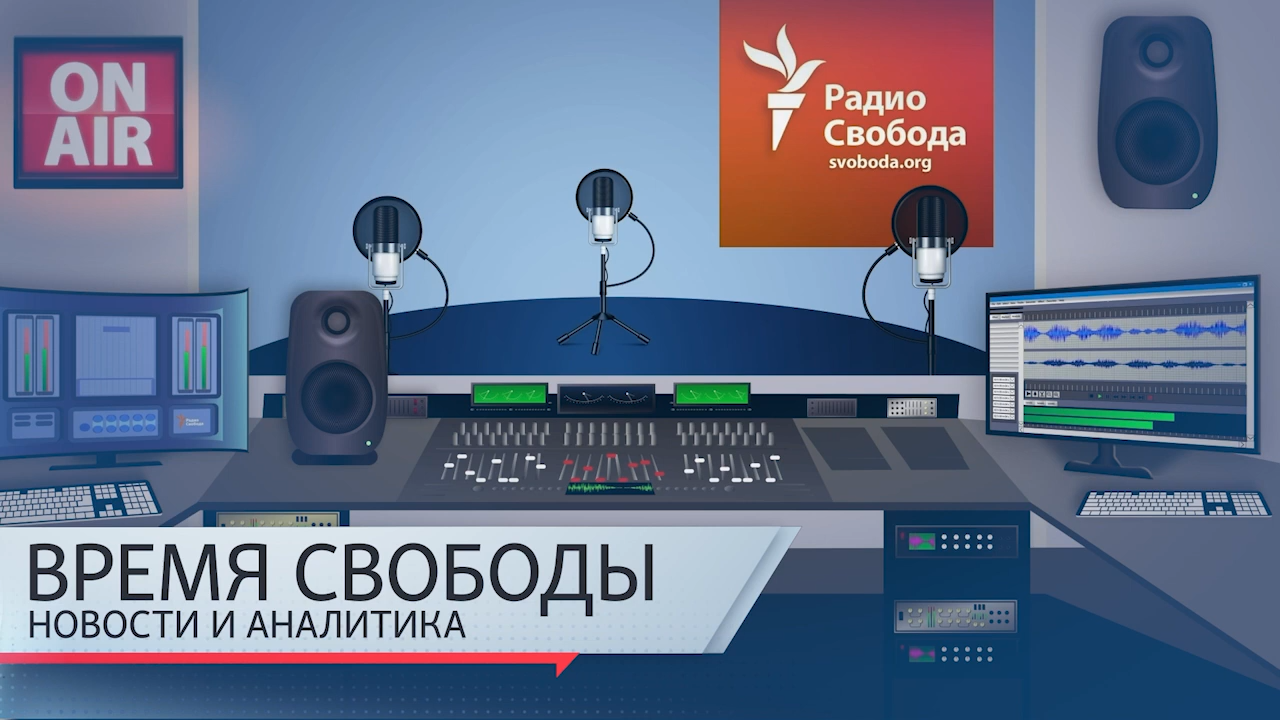 ON
AIR
Радио
Свобода
svoboda.org
ВРЕМЯ СВОБОДЫ
НОВОСТИ И АНАЛИТИКА